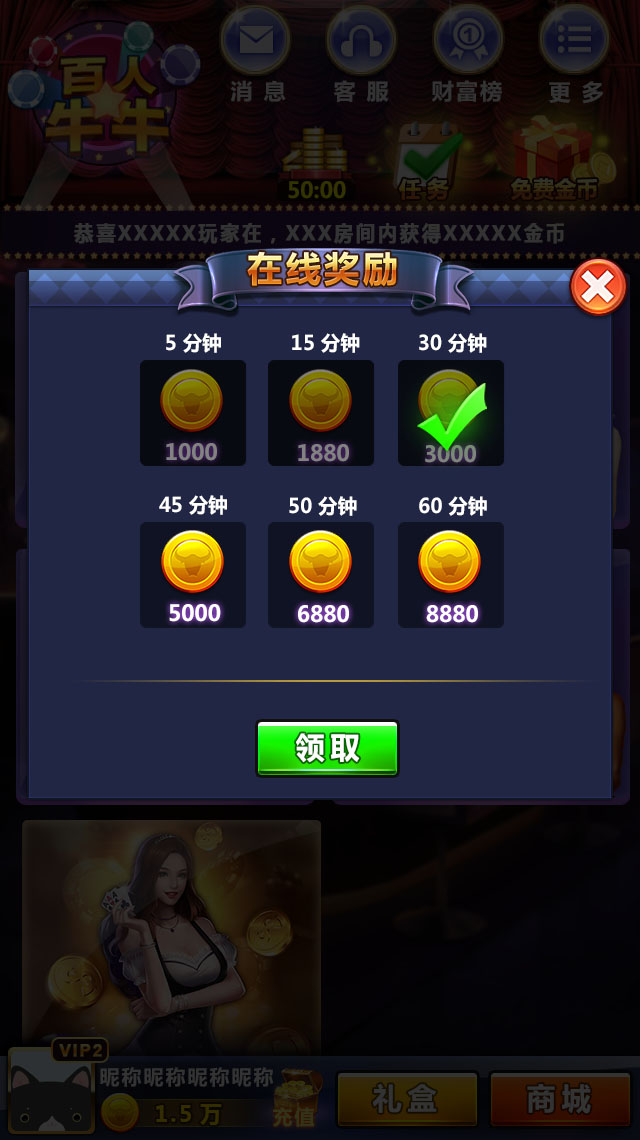 百人
牛牛
消息 客服 财富榜 更多
50:00 任务 免费金币
恭喜XXXXX玩家在，XXX房间内获得XXXXX金币
在线奖励
5 分钟 15 分钟 30 分钟
1000 1880 3000
45 分钟 50 分钟 60 分钟
5000 6880 8880
领取
VIP2
昵称昵称昵称昵称
1.5 万 充值 礼盒 商城